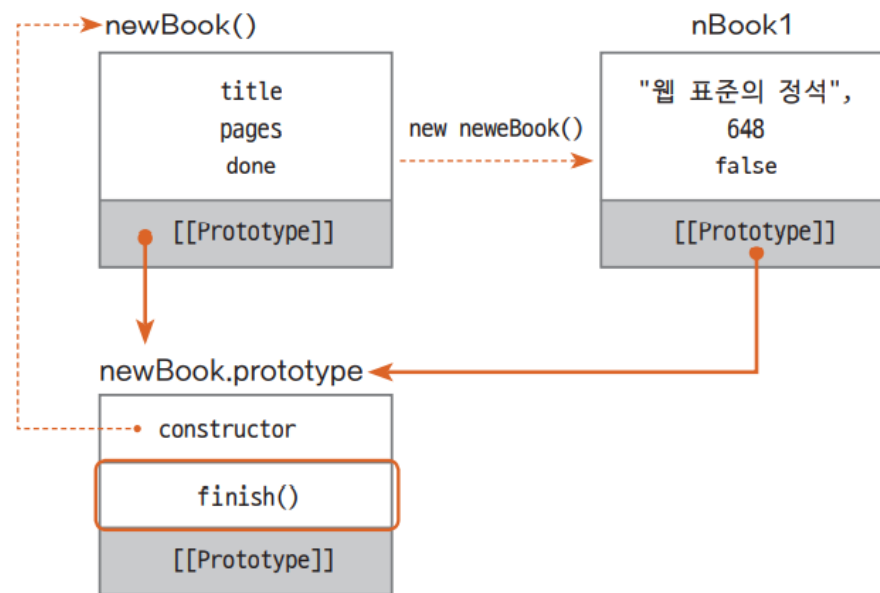 newBook()
title
pages
done
[[Prototype]]
new neweBook()
nBook1
"웹 표준의 정석",
648
false
[[Prototype]]
newBook.prototype
constructor
finish()
[[Prototype]]